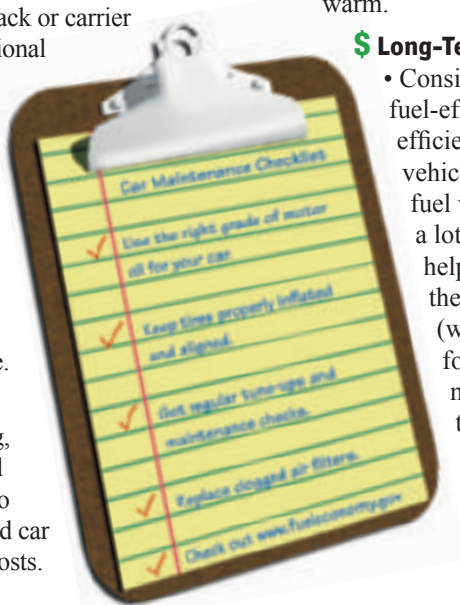 ack or carrier
ional
e.
g,
d
o
d car
osts.
Car Maintenance Checklist
Use the right grade of motor
oil for your car.
Keep tires properly inflated
and aligned.
Get regular tune-ups and
maintenance checks.
Replace clogged air filters.
Check out www.fueleconomy.gov
warm.
$ Long-Te
• Consi
fuel-eff
efficie
vehic
fuel
a lot
help
the
(w
fo
t